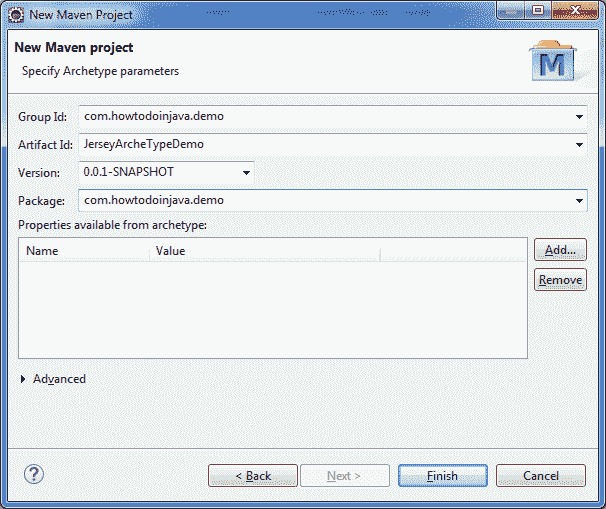 New Maven Project
New Maven project
Specify Archetype parameters
M
Group Id: com.howtodoinjava.demo
Artifact Id: JerseyArcheTypeDemo
Version: 0.0.1-SNAPSHOT
Package: com.howtodoinjava.demo
Properties available from archetype:
Name Value
Add...
Remove
Advanced
? < Back Next > Finish Cancel